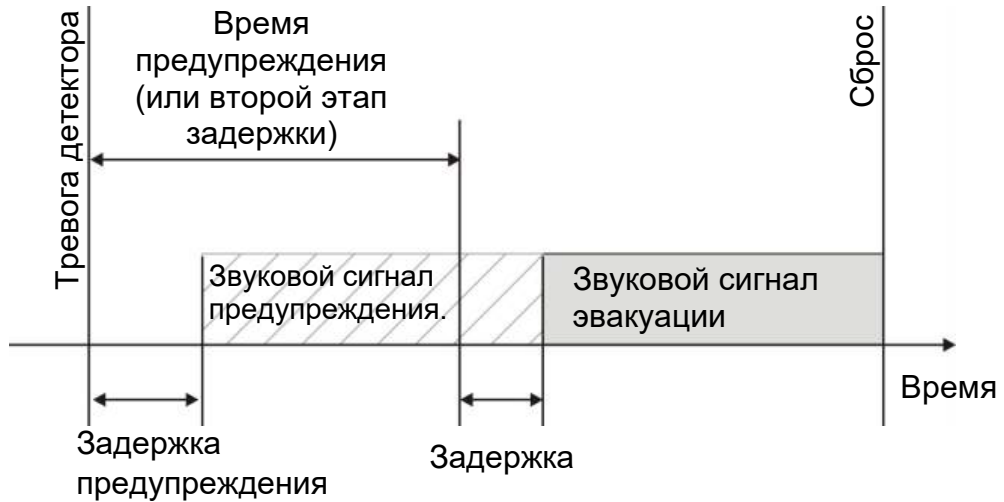 Тревога детектора
Время
предупреждения
(или второй этап
задержки)
Сброс
Звуковой сигнал
предупреждения.
Звуковой сигнал
эвакуации
Время
Задержка
предупреждения
Задержка